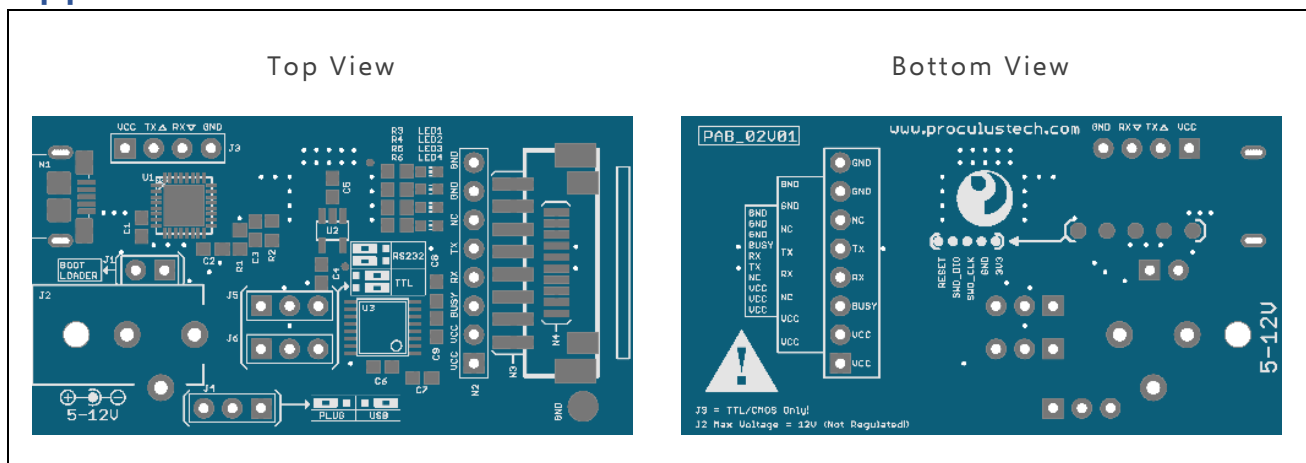 Top View
Bottom View
VCC TX△ RX▽ GND
J3
N1
U1
C1
C2
R1
C3
R2
J1
BOOT
LOADER
J2
5-12V
J5
J6
J4
PLUG USB
C5
U2
C4
RS232
TTL
U3
C8
C9
C6
C7
R3 LED1
R4 LED2
R5 LED3
R6 LED4
GND
GND
NC
TX
RX
BUSY
VCC
VCC
N2
N3
N4
GND
PAB_02V01
www.proculustech.com
GND RX▽ TX△ VCC
GND
GND
NC
TX
RX
BUSY
VCC
VCC
GND
GND
NC
TX
RX
NC
VCC
VCC
GND
GND
GND
BUSY
RX
TX
NC
VCC
VCC
VCC
RESET
SWD_DIO
SWD_CLK
GND
3V3
5-12V
J3 = TTL/CMOS Only!
J2 Max Voltage = 12V (Not Regulated!)